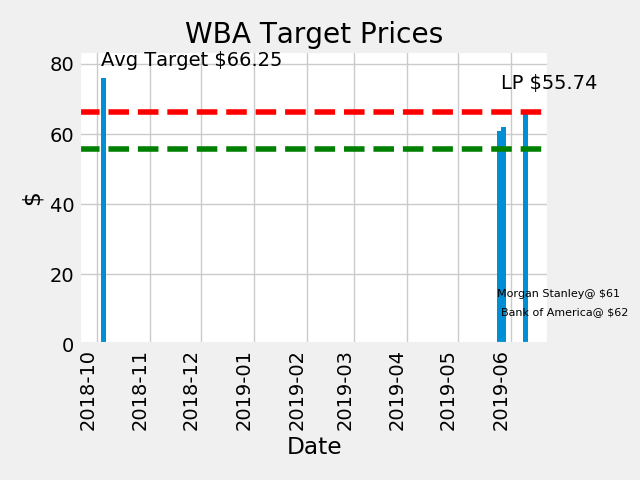 WBA Target Prices
Avg Target $66.25
LP $55.74
80
60
40
20
0
$
Morgan Stanley@ $61
Bank of America@ $62
2018-10
2018-11
2018-12
2019-01
2019-02
2019-03
2019-04
2019-05
2019-06
Date